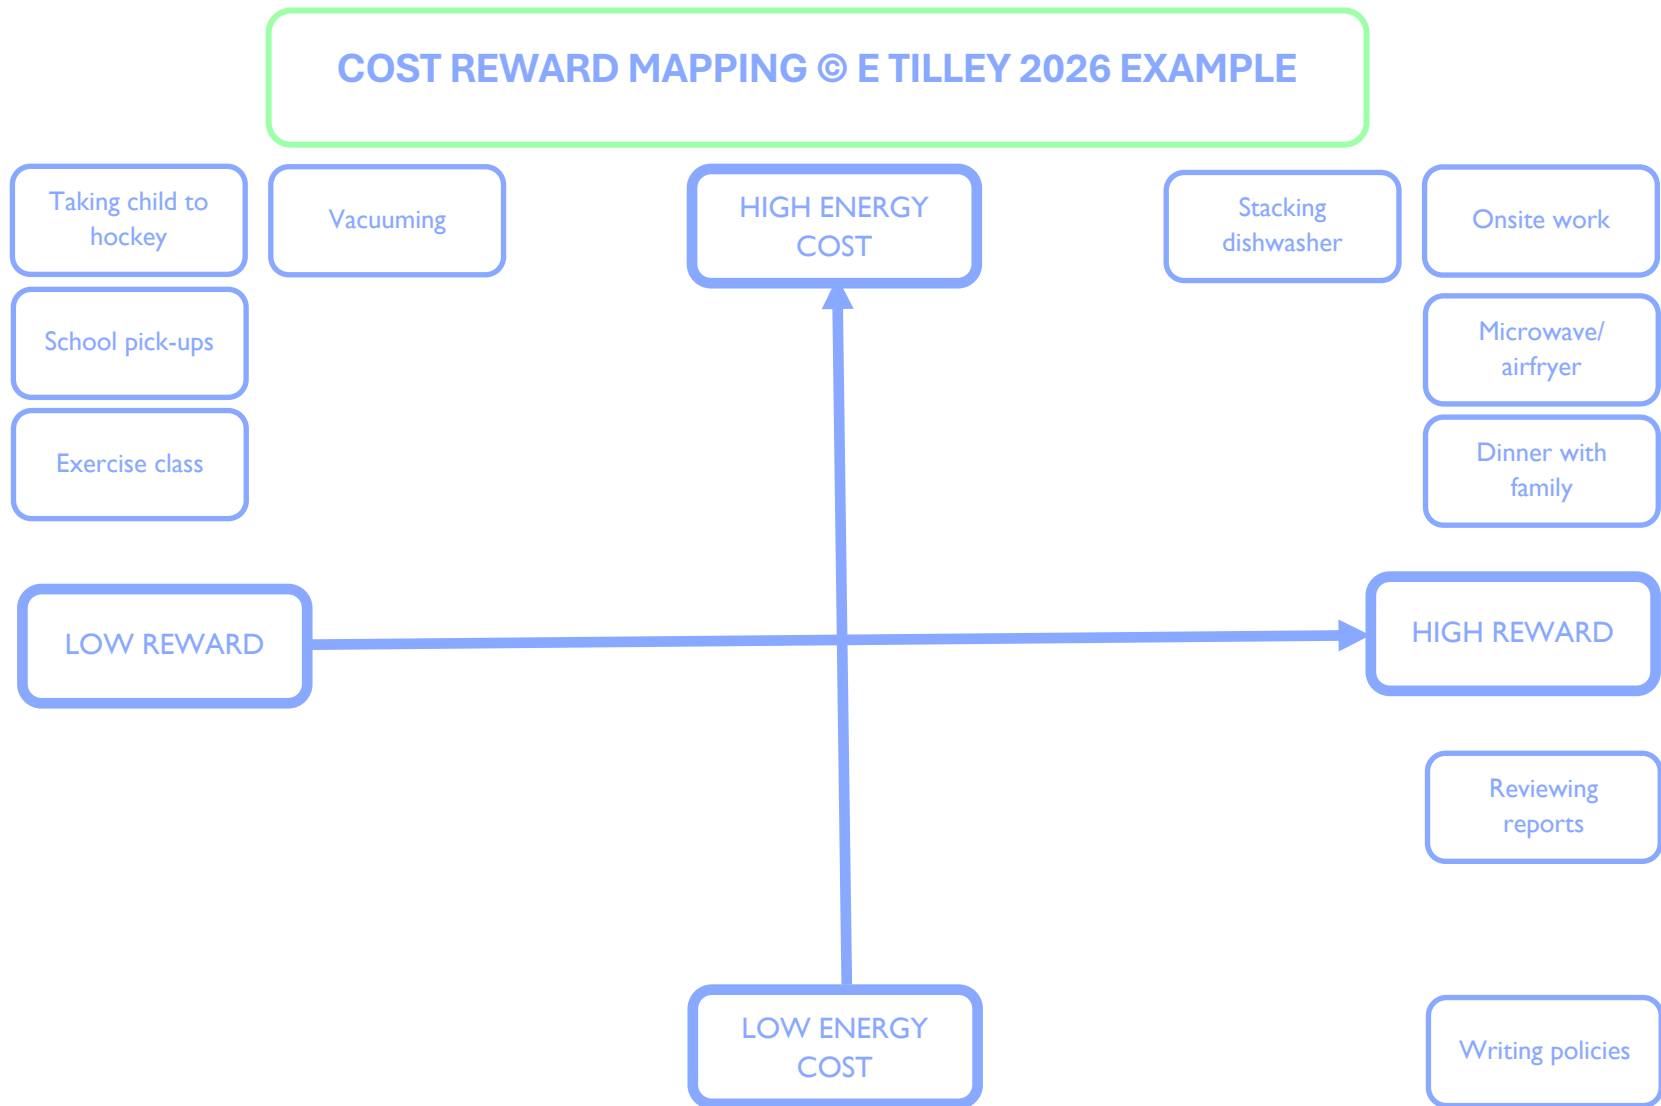 COST REWARD MAPPING © E TILLEY 2026 EXAMPLE
Taking child to
hockey
Vacuuming
HIGH ENERGY
COST
Stacking
dishwasher
Onsite work
School pick-ups
Microwave/
airfryer
Exercise class
Dinner with
family
LOW REWARD
HIGH REWARD
Reviewing
reports
LOW ENERGY
COST
Writing policies